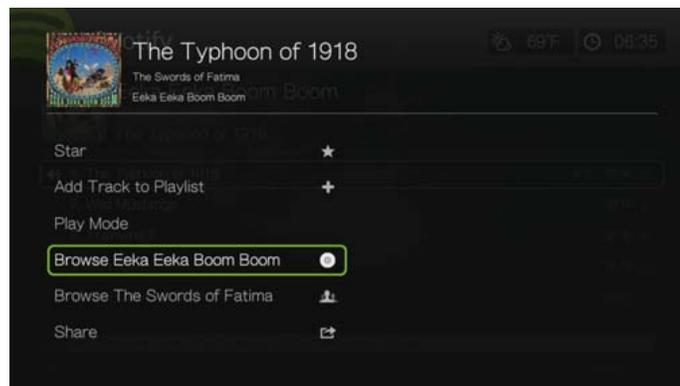 The Typhoon of 1918
The Swords of Fatima
Eeka Eeka Boom Boom
69°F
06:35
Star
Add Track to Playlist
Play Mode
Browse Eeka Eeka Boom Boom
Browse The Swords of Fatima
Share